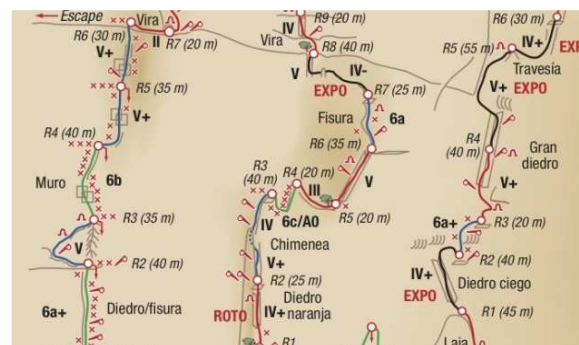 Escape
Vira
R6 (30 m)
II
R7 (20 m)
V+
R5 (35 m)
V+
R4 (40 m)
Muro
6b
R3 (35 m)
V
R2 (40 m)
6a+
Diedro/fisura
IV
R9 (20 m)
Vira
R8 (40 m)
V
IV-
EXPO
R7 (25 m)
Fisura
6a
R6 (35 m)
R3
(40 m)
R4 (20 m)
III
V
R5 (20 m)
6c/A0
IV
Chimenea
V+
R2 (25 m)
Diedro
naranja
ROTO
IV+
R1
R6 (30 m)
IV+
EXP
R5 (55 m)
Travesía
EXPO
V+
R4
(40 m)
Gran
diedro
V+
6a+
R3 (20 m)
R2 (40 m)
IV+
Diedro ciego
EXPO
R1 (45 m)
Laja